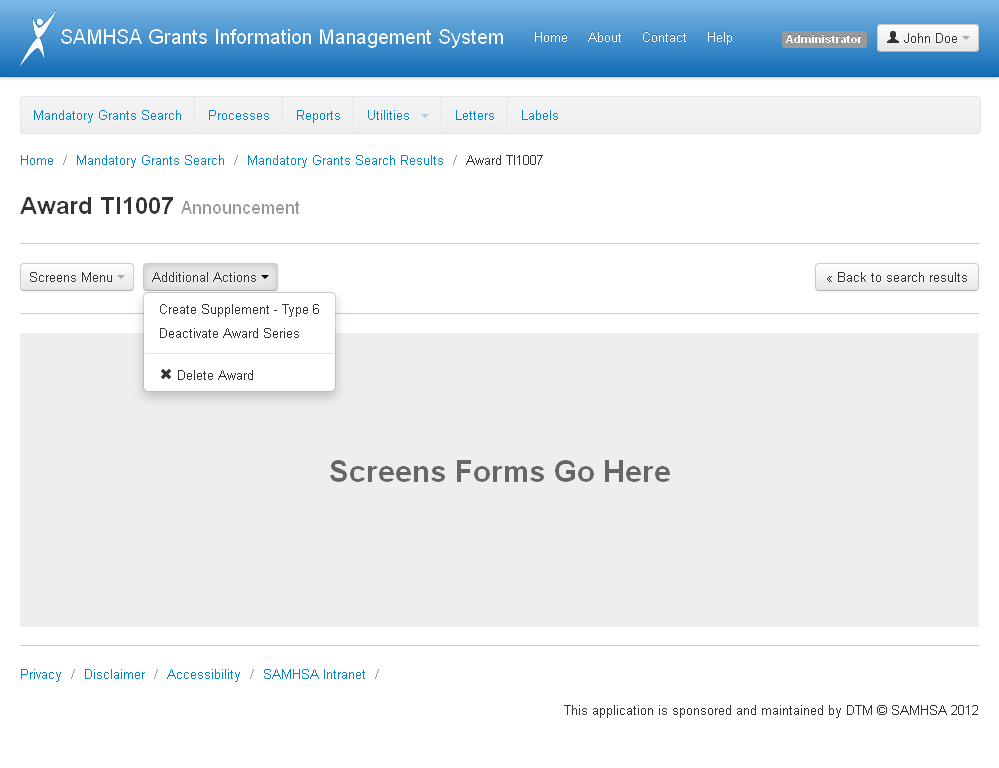 SAMHSA Grants Information Management System Home About Contact Help Administrator John Doe
Mandatory Grants Search Processes Reports Utilities Letters Labels
Home / Mandatory Grants Search / Mandatory Grants Search Results / Award TI1007
Award TI1007 Announcement
Screens Menu Additional Actions « Back to search results
Create Supplement - Type 6
Deactivate Award Series
✖ Delete Award
Screens Forms Go Here
Privacy / Disclaimer / Accessibility / SAMHSA Intranet /
This application is sponsored and maintained by DTM © SAMHSA 2012